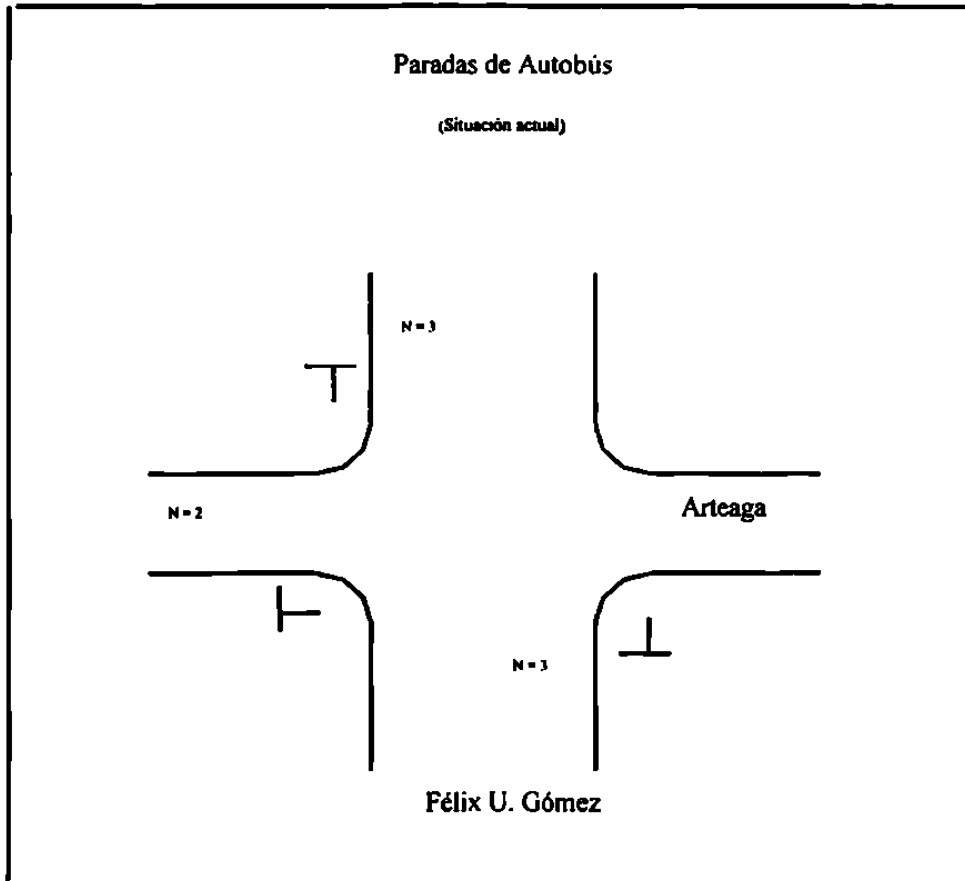 Paradas de Autobús
(Situación actual)
N = 3
N = 2
Arteaga
N = 3
Félix U. Gómez